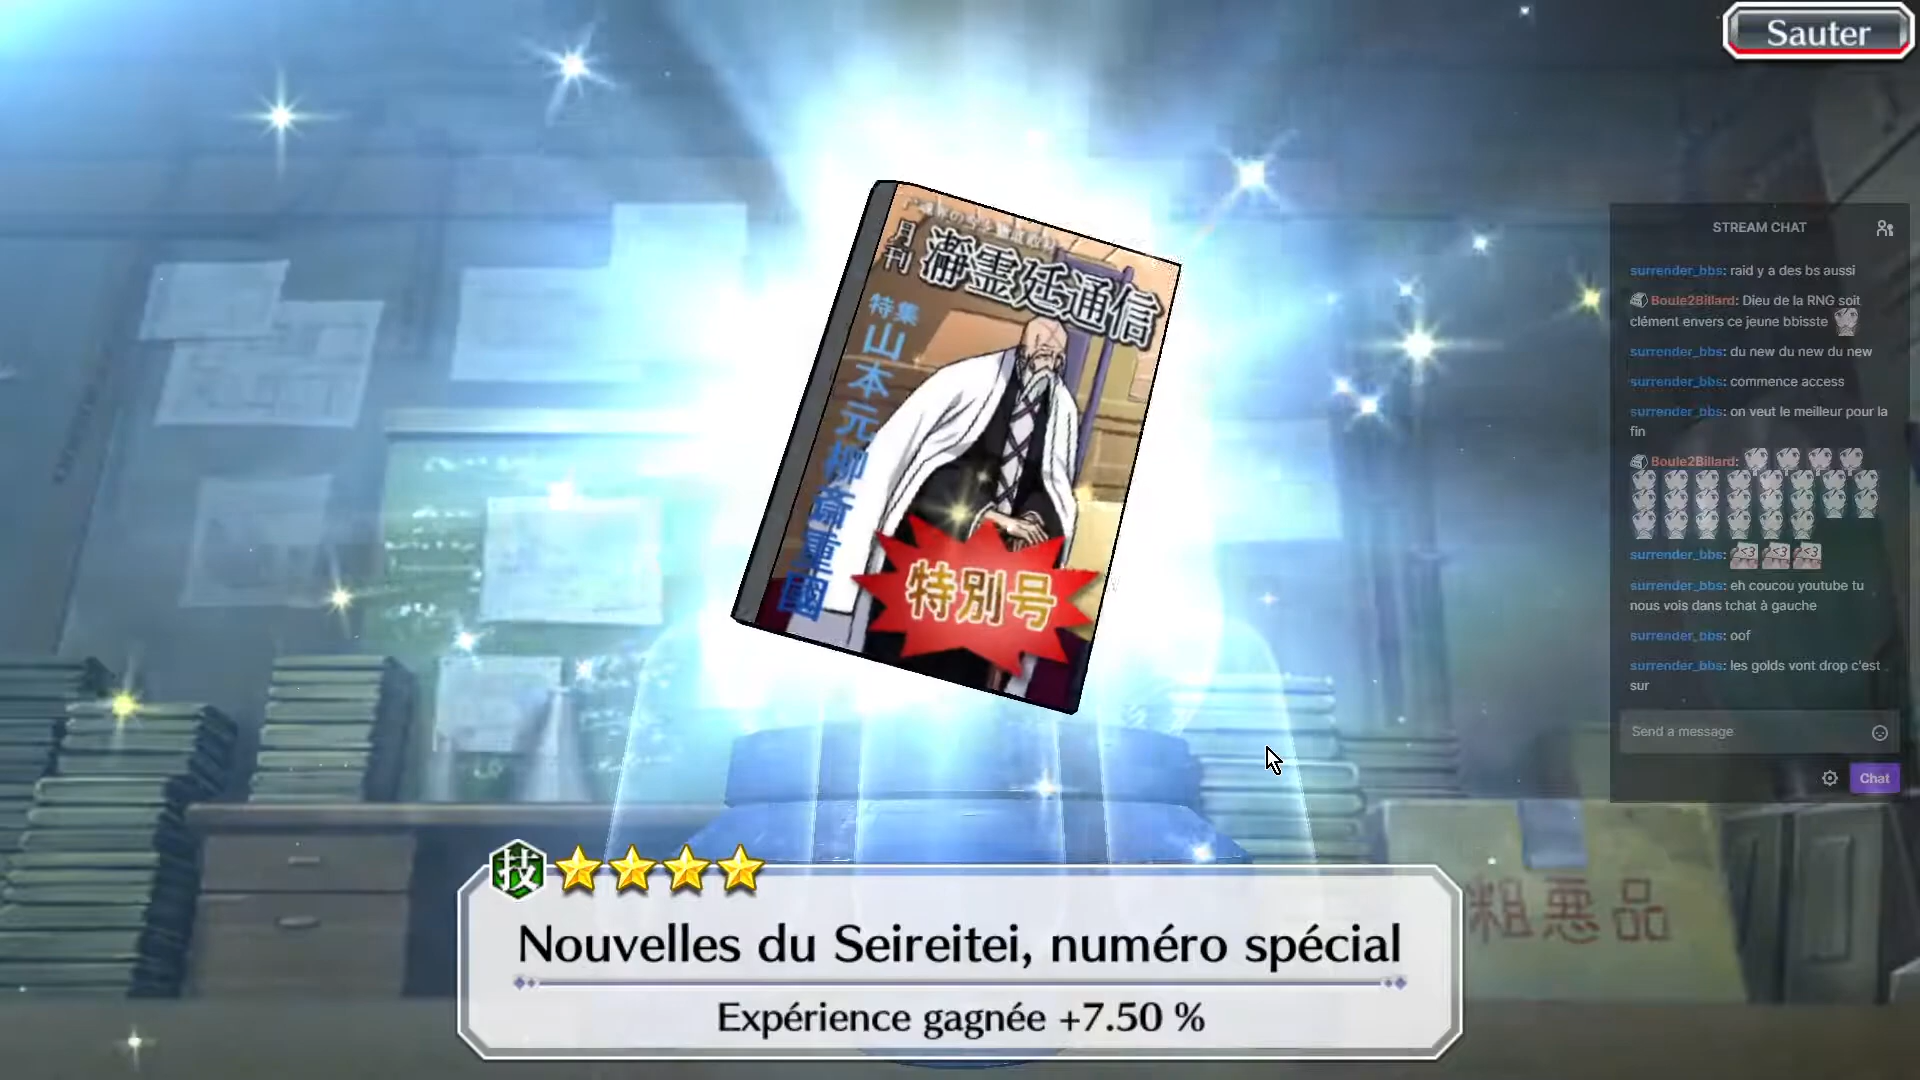 Sauter
月刊
瀞霊廷通信
特集
山本元柳斎重國
特別号
STREAM CHAT
surrender_bbs: raid y a des bs aussi
Boule2Billard: Dieu de la RNG soit
clément envers ce jeune bbisste
surrender_bbs: du new du new du new
surrender_bbs: commence access
surrender_bbs: on veut le meilleur pour la
fin
Boule2Billard:
surrender_bbs: <3 <3 <3
surrender_bbs: eh coucou youtube tu
nous vois dans tchat à gauche
surrender_bbs: oof
surrender_bbs: les golds vont drop c'est
sur
Send a message
Chat
技
Nouvelles du Seireitei, numéro spécial
Expérience gagnée +7.50 %
粗悪品